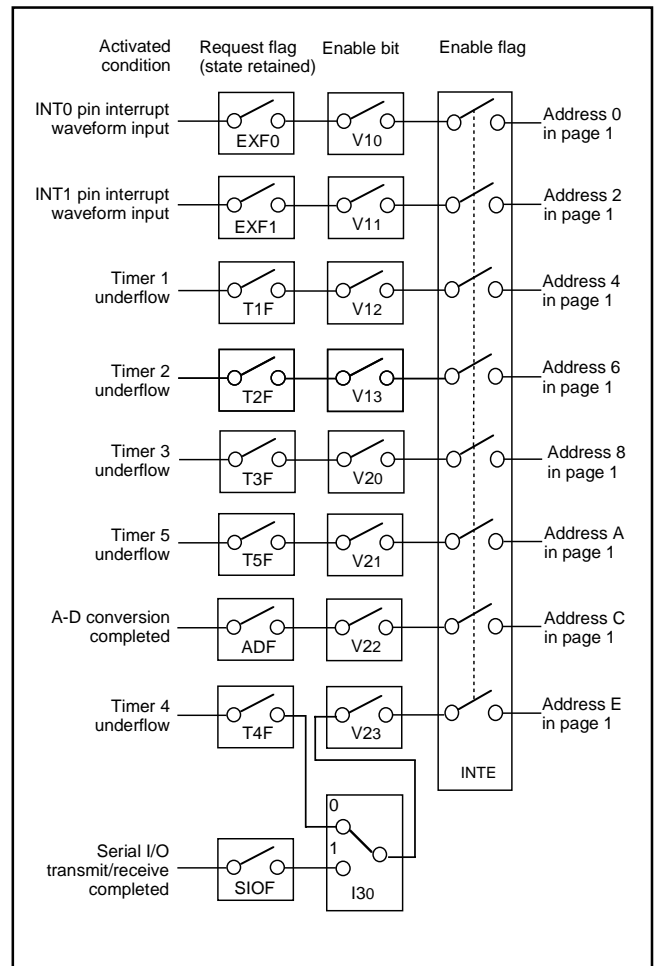 Activated
condition
Request flag
(state retained)
Enable bit
Enable flag
INT0 pin interrupt
waveform input
EXF0
V10
Address 0
in page 1
INT1 pin interrupt
waveform input
EXF1
V11
Address 2
in page 1
Timer 1
underflow
T1F
V12
Address 4
in page 1
Timer 2
underflow
T2F
V13
Address 6
in page 1
Timer 3
underflow
T3F
V20
Address 8
in page 1
Timer 5
underflow
T5F
V21
Address A
in page 1
A-D conversion
completed
ADF
V22
Address C
in page 1
Timer 4
underflow
T4F
V23
Address E
in page 1
INTE
0
1
Serial I/O
transmit/receive
completed
SIOF
I30